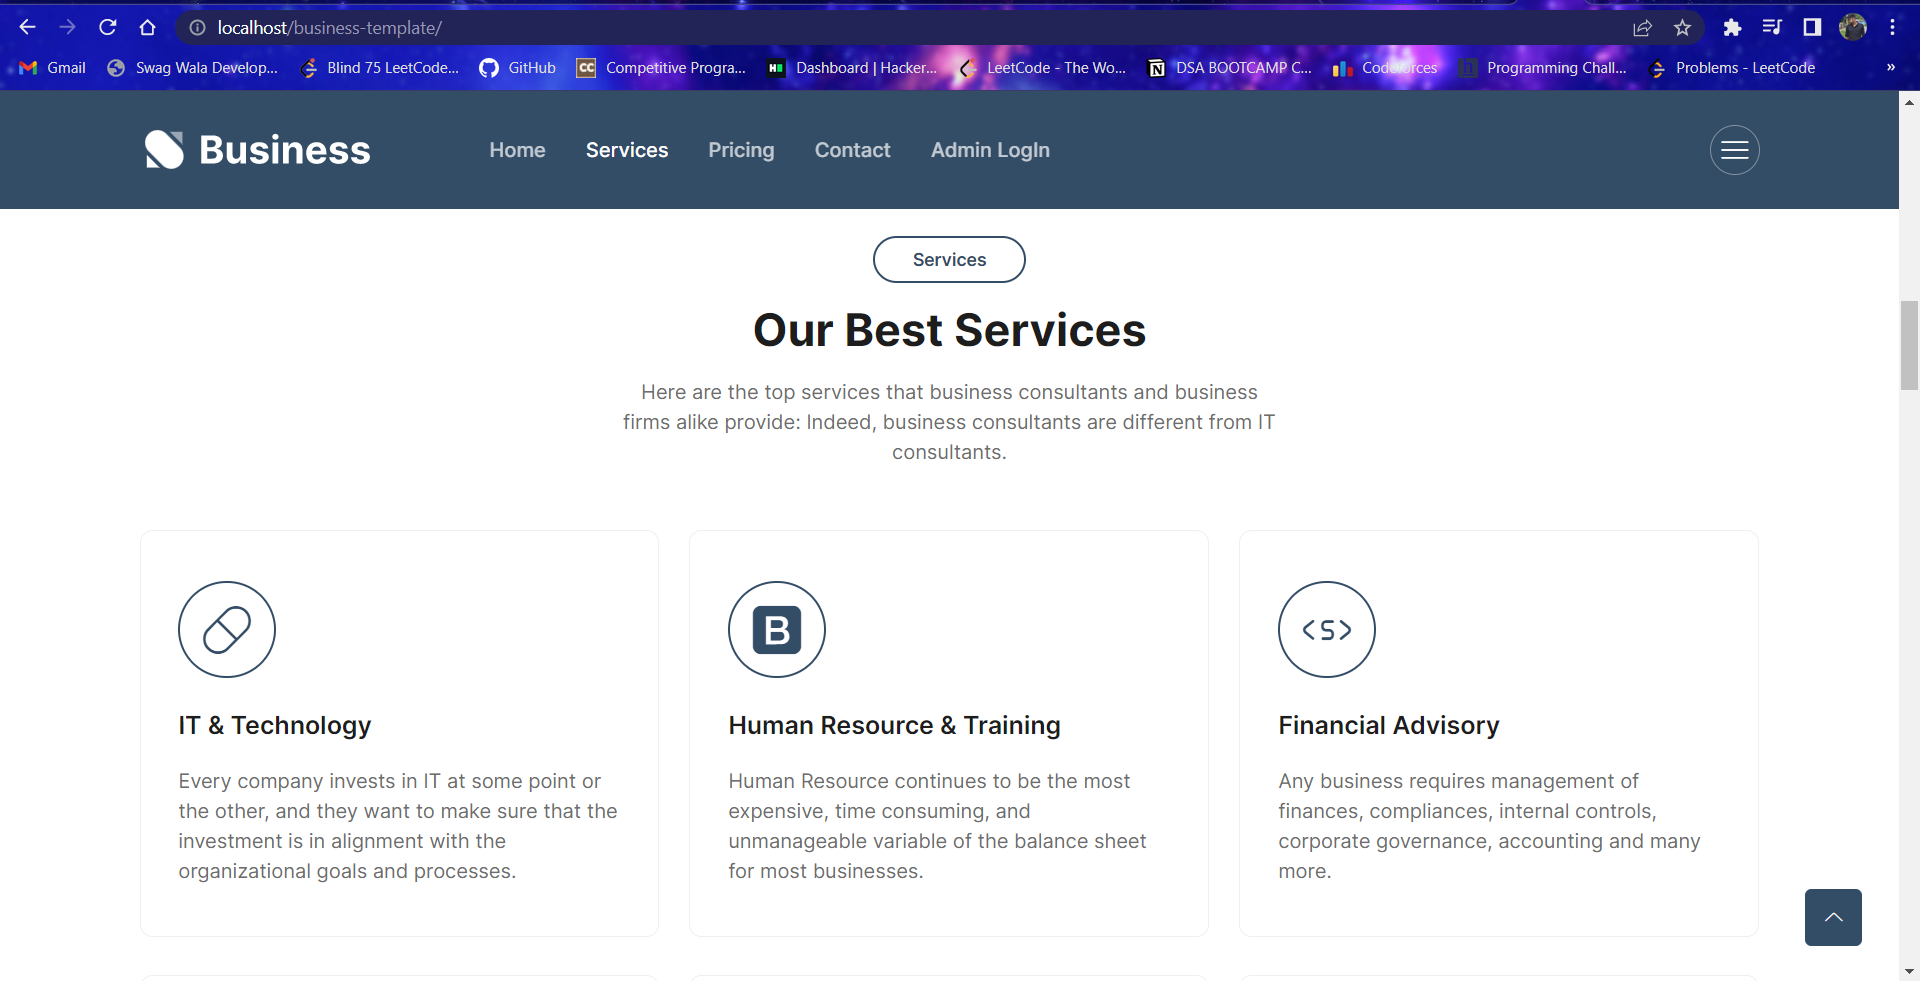 localhost/business-template/
Gmail
Swag Wala Develop...
Blind 75 LeetCode...
GitHub
CC
Competitive Progra...
H
Dashboard | Hacker...
LeetCode - The Wo...
N
DSA BOOTCAMP C...
Codeforces
Programming Chall...
Problems - LeetCode
»
Business
Home
Services
Pricing
Contact
Admin LogIn
Services
Our Best Services
Here are the top services that business consultants and business
firms alike provide: Indeed, business consultants are different from IT
consultants.
IT & Technology
Every company invests in IT at some point or
the other, and they want to make sure that the
investment is in alignment with the
organizational goals and processes.
B
Human Resource & Training
Human Resource continues to be the most
expensive, time consuming, and
unmanageable variable of the balance sheet
for most businesses.
<S>
Financial Advisory
Any business requires management of
finances, compliances, internal controls,
corporate governance, accounting and many
more.